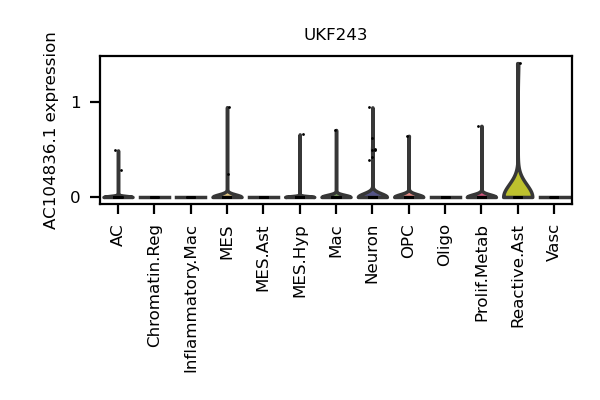 UKF243
AC104836.1 expression
1
0
AC
Chromatin.Reg
Inflammatory.Mac
MES
MES.Ast
MES.Hyp
Mac
Neuron
OPC
Oligo
Prolif.Metab
Reactive.Ast
Vasc